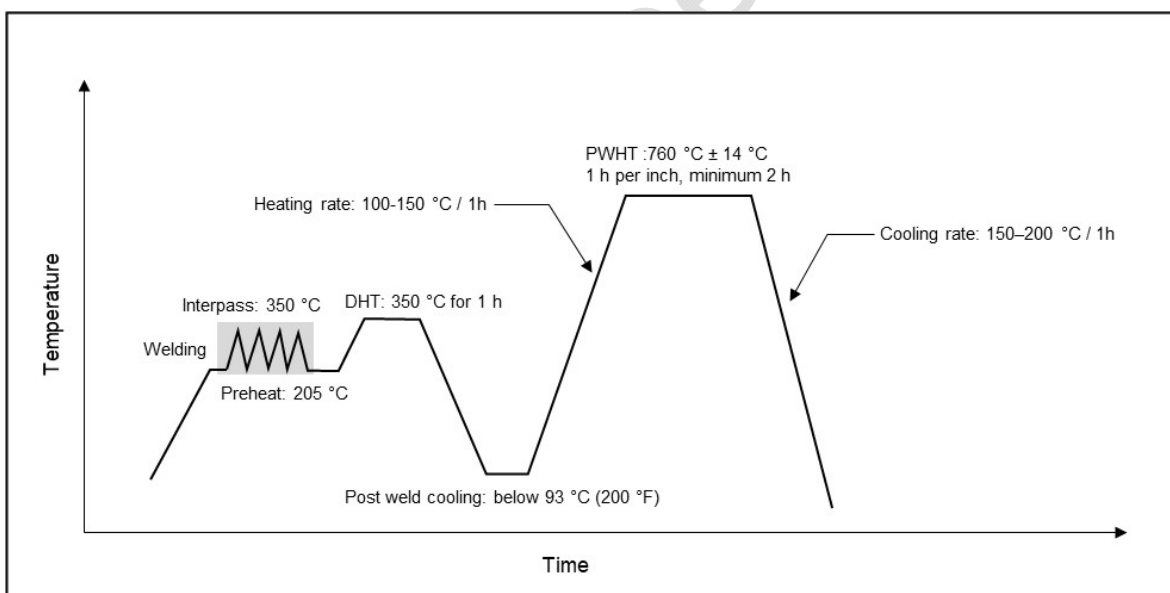 PWHT :760 °C ± 14 °C
1 h per inch, minimum 2 h
Heating rate: 100-150 °C / 1h
Cooling rate: 150–200 °C / 1h
Interpass: 350 °C
DHT: 350 °C for 1 h
Welding
Preheat: 205 °C
Post weld cooling: below 93 °C (200 °F)
Temperature
Time